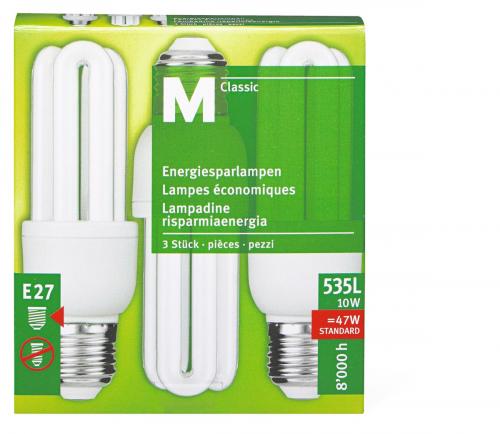 M Classic
Energiesparlampen
Lampes économiques
Lampadine
risparmiaenergia
3 Stück · pièces · pezzi
E27
535L
10W
=47W
STANDARD
8'000 h